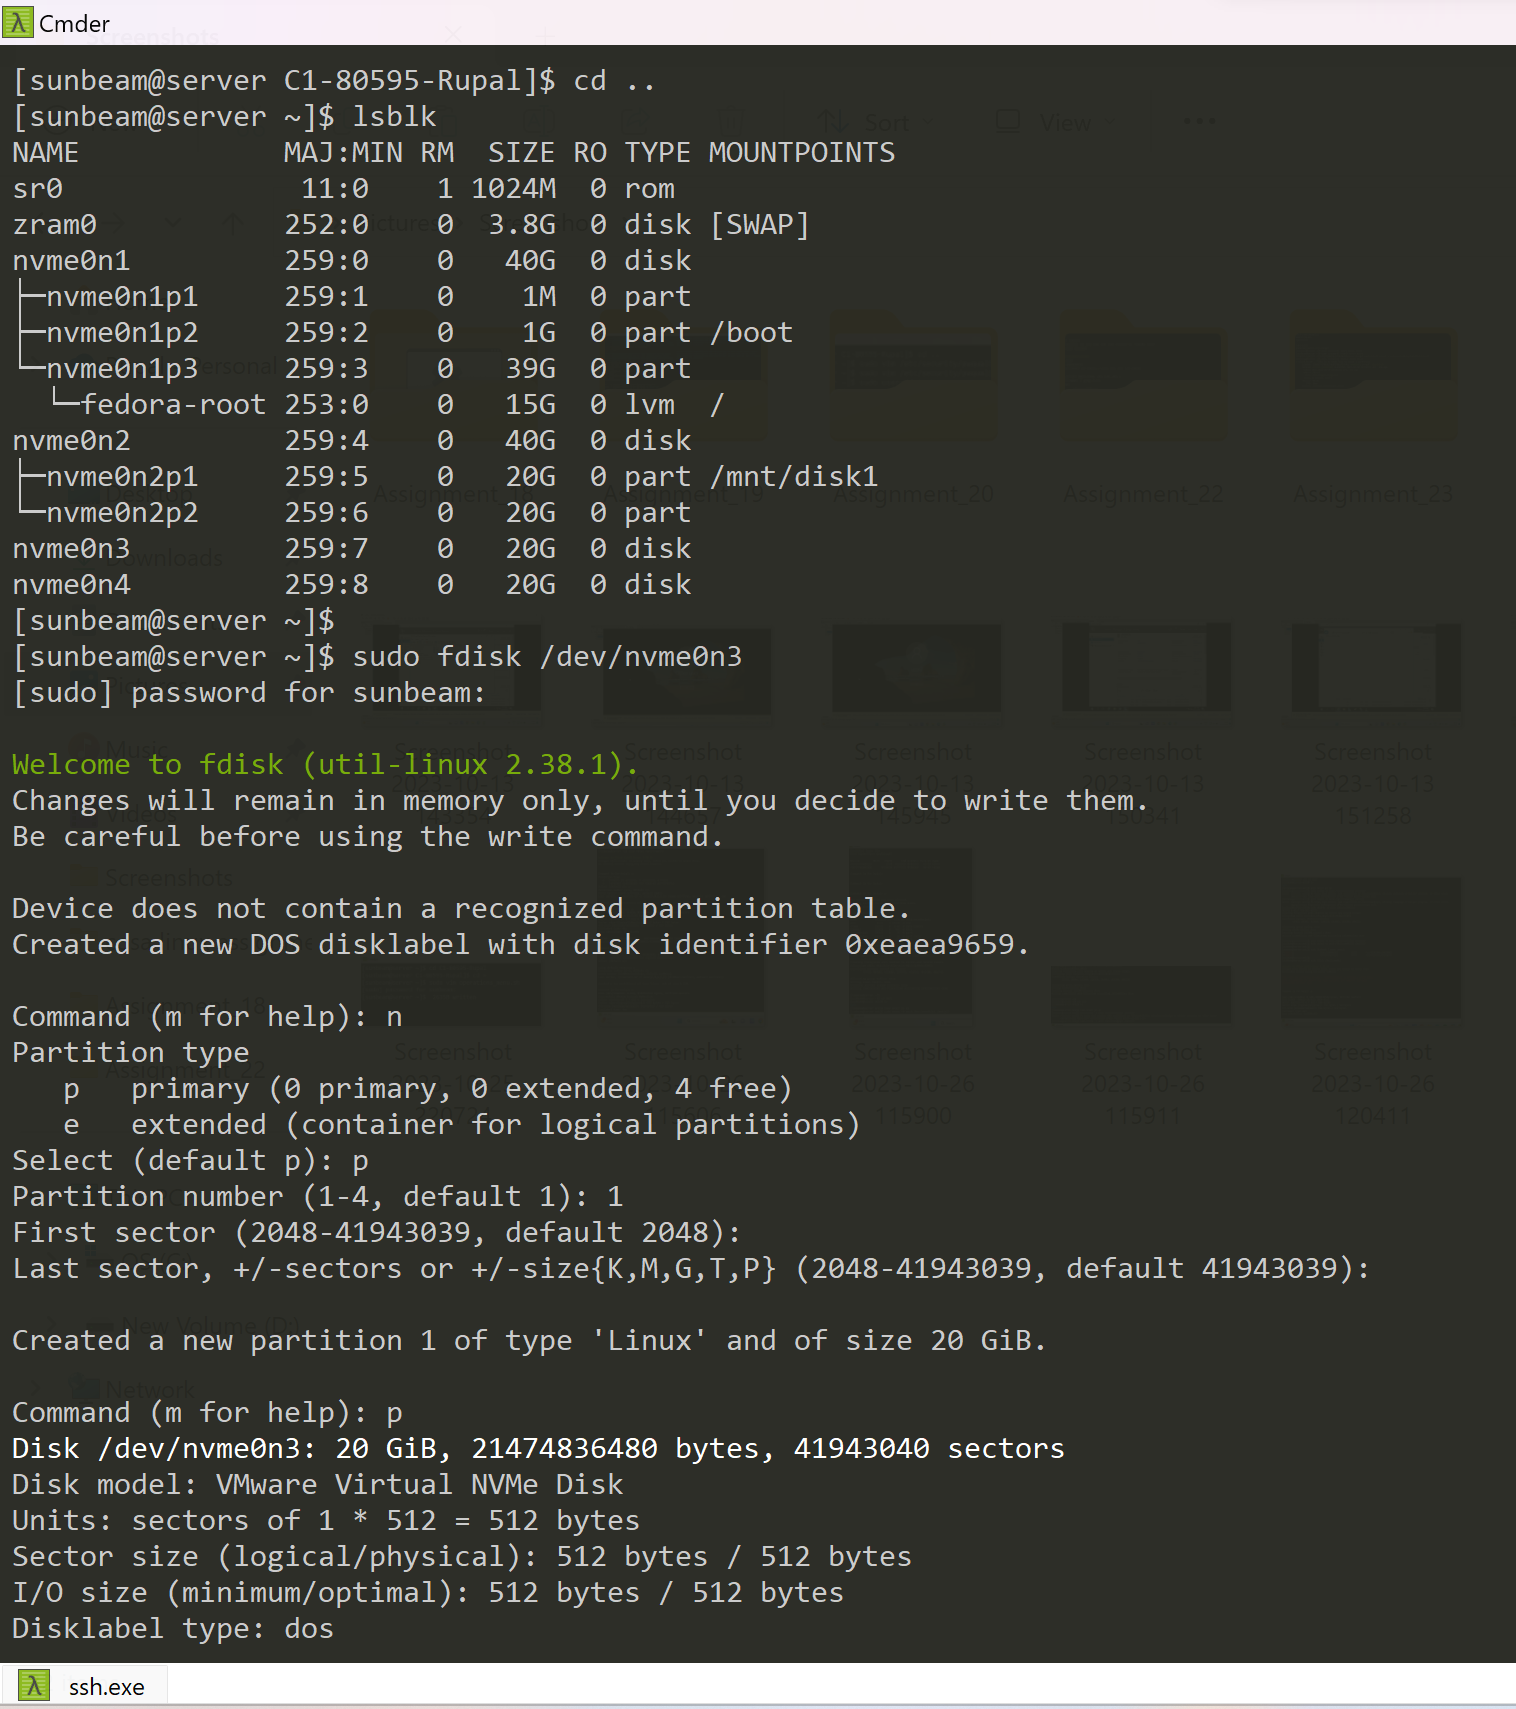 Cmder
[sunbeam@server C1-80595-Rupal]$ cd ..
[sunbeam@server ~]$ lsblk
NAME            MAJ:MIN RM  SIZE RO TYPE MOUNTPOINTS
sr0              11:0    1 1024M  0 rom
zram0           252:0    0  3.8G  0 disk [SWAP]
nvme0n1         259:0    0   40G  0 disk
├─nvme0n1p1     259:1    0    1M  0 part
├─nvme0n1p2     259:2    0    1G  0 part /boot
└─nvme0n1p3     259:3    0   39G  0 part
  └─fedora-root 253:0    0   15G  0 lvm  /
nvme0n2         259:4    0   40G  0 disk
├─nvme0n2p1     259:5    0   20G  0 part /mnt/disk1
└─nvme0n2p2     259:6    0   20G  0 part
nvme0n3         259:7    0   20G  0 disk
nvme0n4         259:8    0   20G  0 disk
[sunbeam@server ~]$
[sunbeam@server ~]$ sudo fdisk /dev/nvme0n3
[sudo] password for sunbeam:
Welcome to fdisk (util-linux 2.38.1).
Changes will remain in memory only, until you decide to write them.
Be careful before using the write command.
Device does not contain a recognized partition table.
Created a new DOS disklabel with disk identifier 0xeaea9659.
Command (m for help): n
Partition type
   p   primary (0 primary, 0 extended, 4 free)
   e   extended (container for logical partitions)
Select (default p): p
Partition number (1-4, default 1): 1
First sector (2048-41943039, default 2048):
Last sector, +/-sectors or +/-size{K,M,G,T,P} (2048-41943039, default 41943039):
Created a new partition 1 of type 'Linux' and of size 20 GiB.
Command (m for help): p
Disk /dev/nvme0n3: 20 GiB, 21474836480 bytes, 41943040 sectors
Disk model: VMware Virtual NVMe Disk
Units: sectors of 1 * 512 = 512 bytes
Sector size (logical/physical): 512 bytes / 512 bytes
I/O size (minimum/optimal): 512 bytes / 512 bytes
Disklabel type: dos
ssh.exe